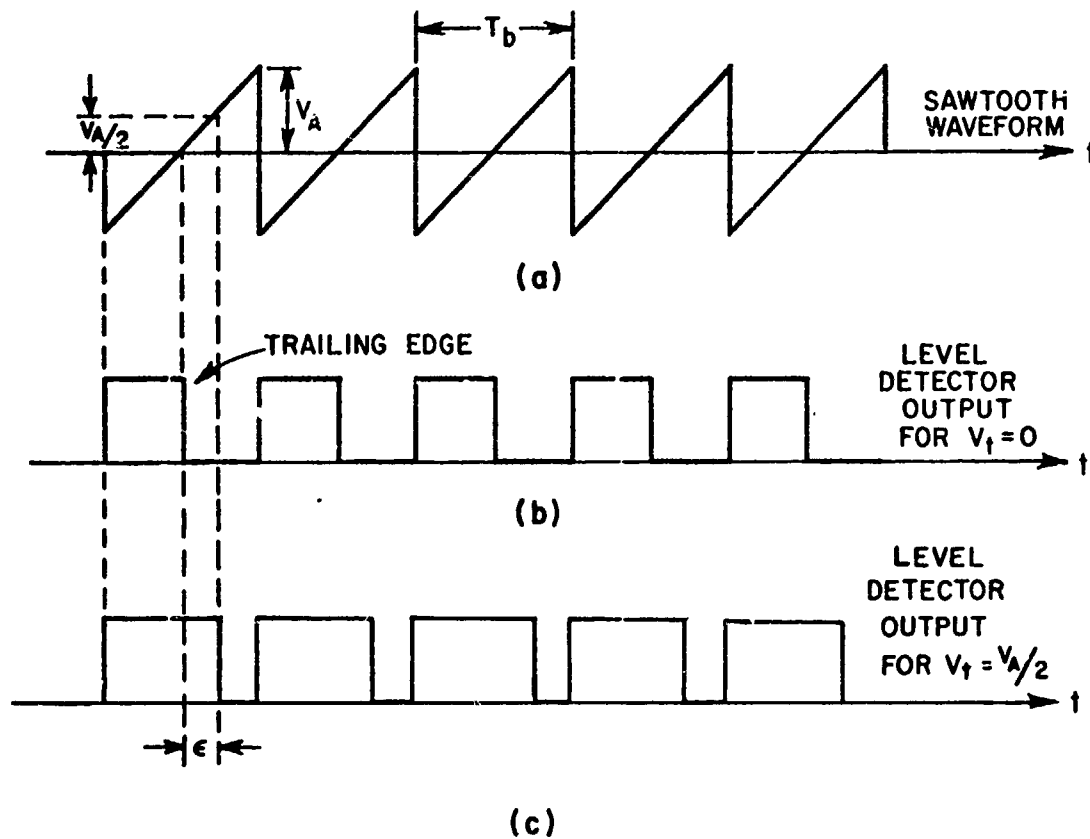 T_b
V_A/2
V_A
SAWTOOTH
WAVEFORM
t
(a)
TRAILING EDGE
LEVEL
DETECTOR
OUTPUT
FOR V_t = 0
t
(b)
LEVEL
DETECTOR
OUTPUT
FOR V_t = V_A/2
t
ϵ
(c)